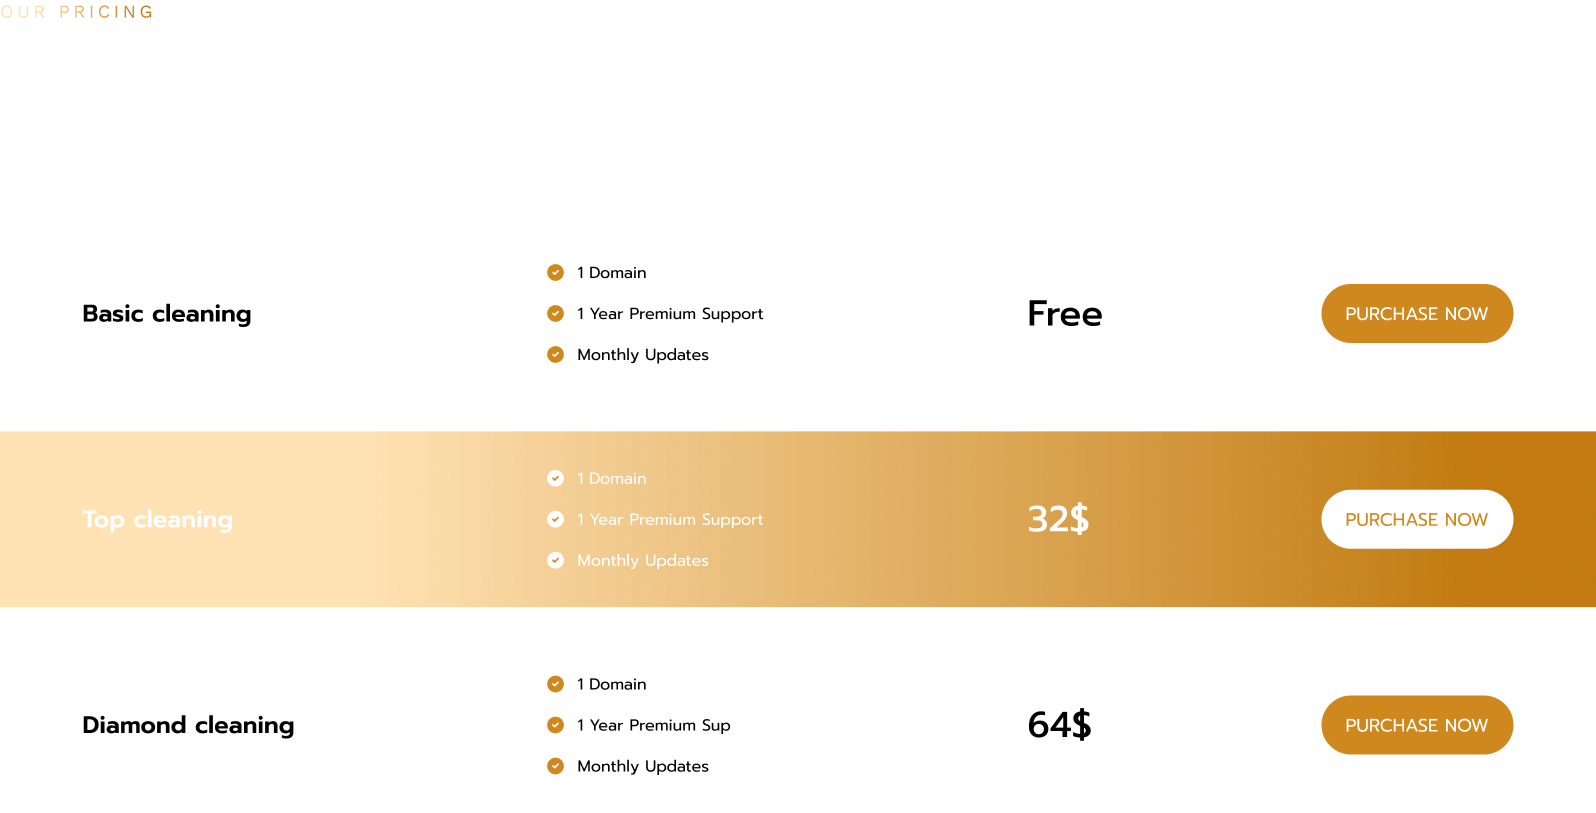 OUR PRICING
Basic cleaning
1 Domain
1 Year Premium Support
Monthly Updates
Free
PURCHASE NOW
Top cleaning
1 Domain
1 Year Premium Support
Monthly Updates
32$
PURCHASE NOW
Diamond cleaning
1 Domain
1 Year Premium Sup
Monthly Updates
64$
PURCHASE NOW